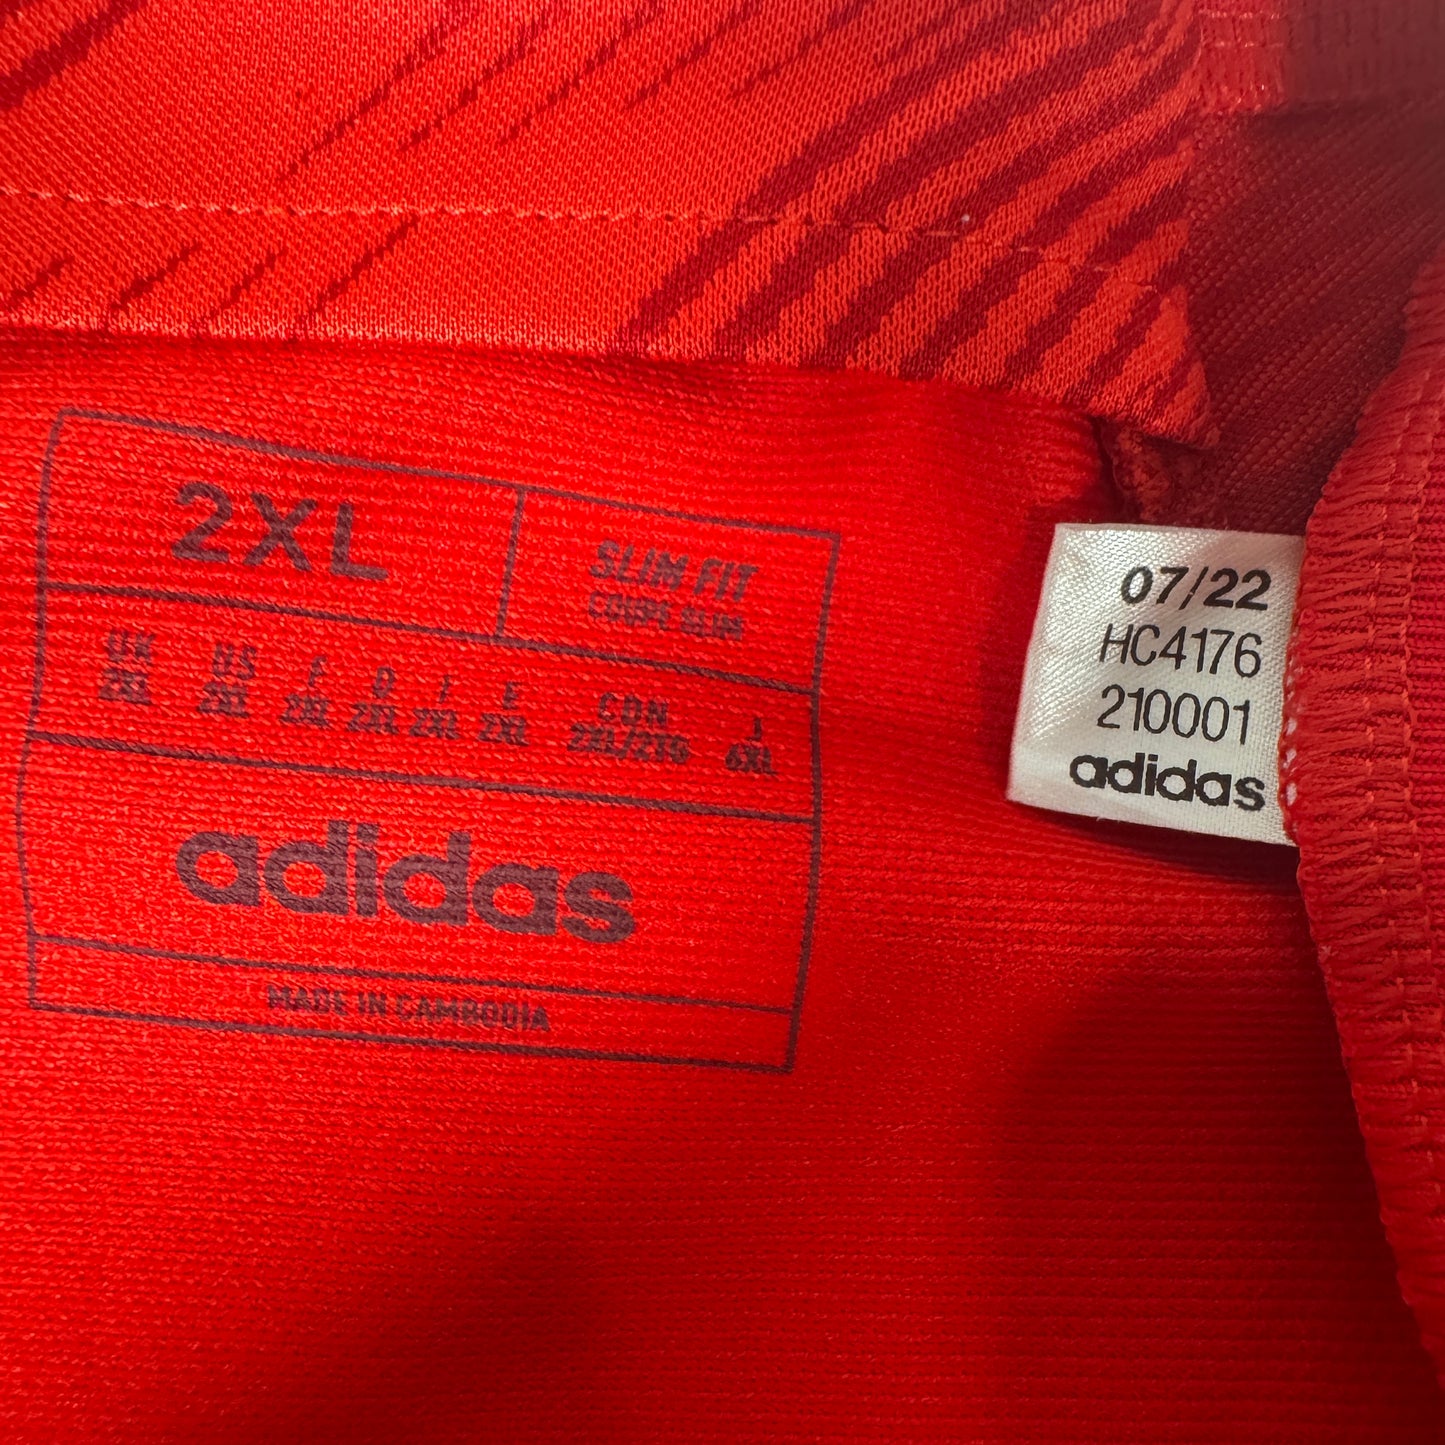 2XL
SLIM FIT
COUPE SLIM
UK US F D I E CDN J
2XL 2XL 2XL 2XL 2XL 2XL 2XL/2TG 6XL
adidas
MADE IN CAMBODIA
07/22
HC4176
210001
adidas